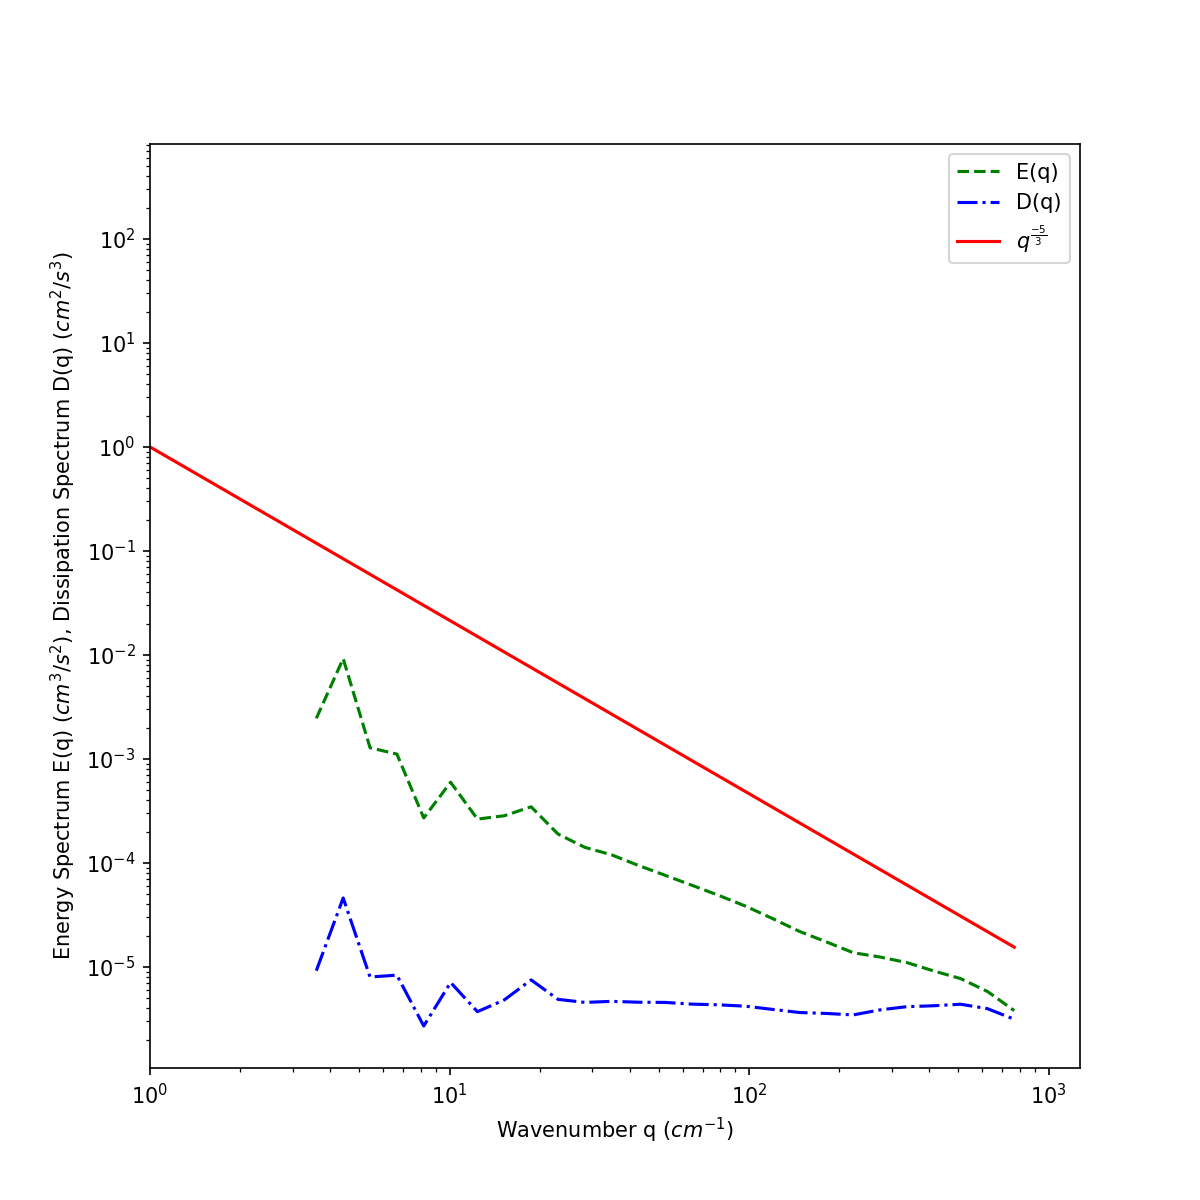 E(q)
D(q)
q^{\frac{-5}{3}}
10^2
10^1
10^0
10^{-1}
10^{-2}
10^{-3}
10^{-4}
10^{-5}
Energy Spectrum E(q) (cm^3/s^2), Dissipation Spectrum D(q) (cm^2/s^3)
10^0 10^1 10^2 10^3
Wavenumber q (cm^{-1})